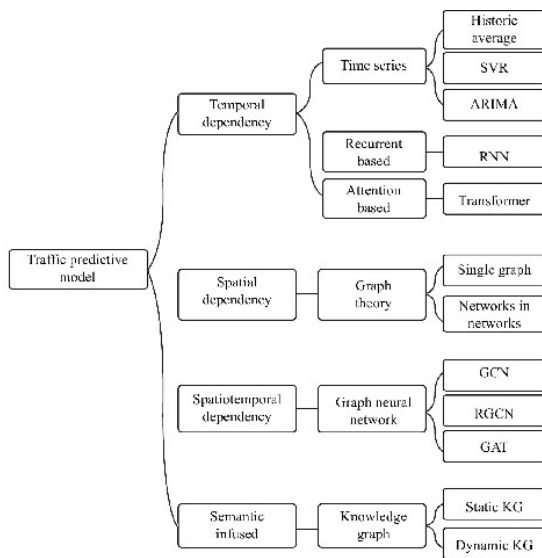 Traffic predictive
model
Temporal
dependency
Time series
Historic
average
SVR
ARIMA
Recurrent
based
RNN
Attention
based
Transformer
Spatial
dependency
Graph
theory
Single graph
Networks in
networks
Spatiotemporal
dependency
Graph neural
network
GCN
RGCN
GAT
Semantic
infused
Knowledge
graph
Static KG
Dynamic KG